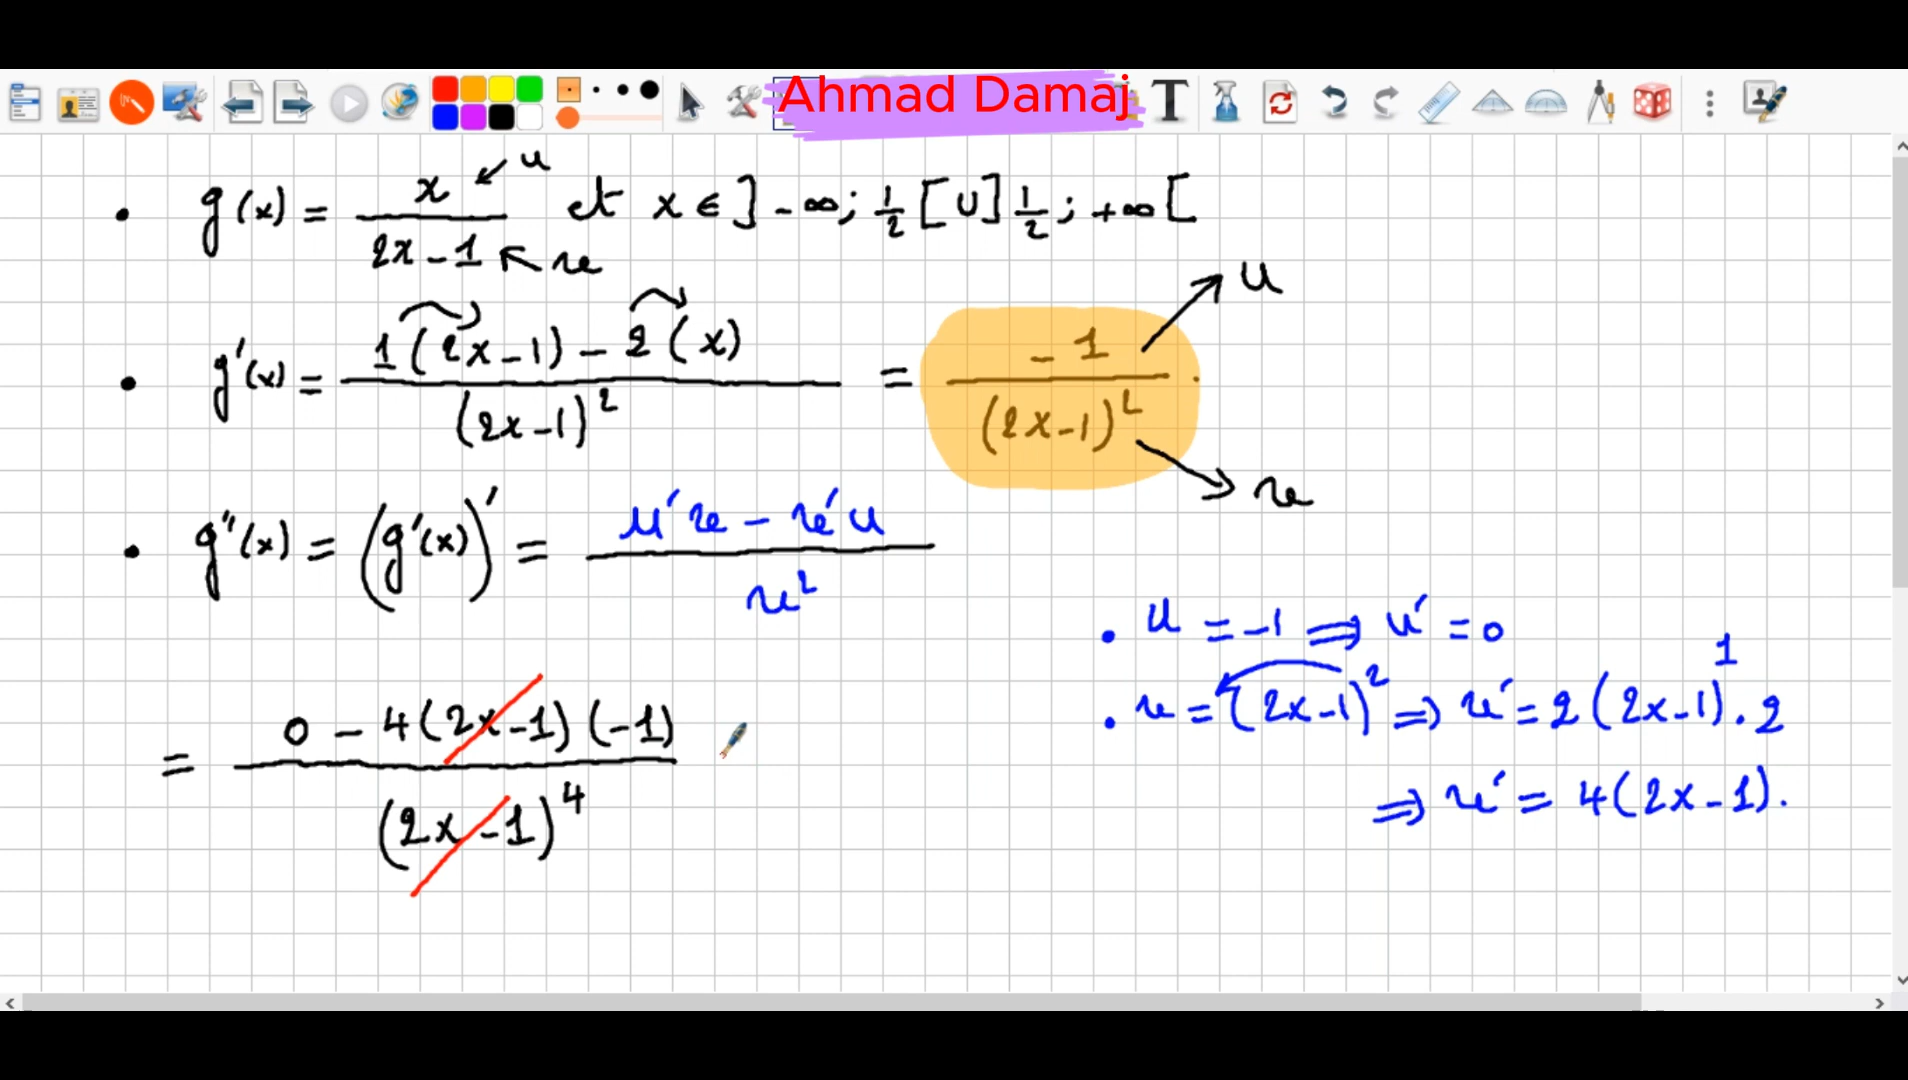 Ahmad Damaj
• g(x) = x / (2x-1) et x ∈ ]-∞; 1/2[ U ]1/2; +∞[
u
v
• g'(x) = (1(2x-1) - 2(x)) / (2x-1)² = -1 / (2x-1)².
u
v
• g''(x) = (g'(x))' = (u'v - v'u) / v²
• u = -1 ⇒ u' = 0
1
• v = (2x-1)² ⇒ v' = 2(2x-1).2
⇒ v' = 4(2x-1).
= (0 - 4(2x-1)(-1)) / (2x-1)⁴